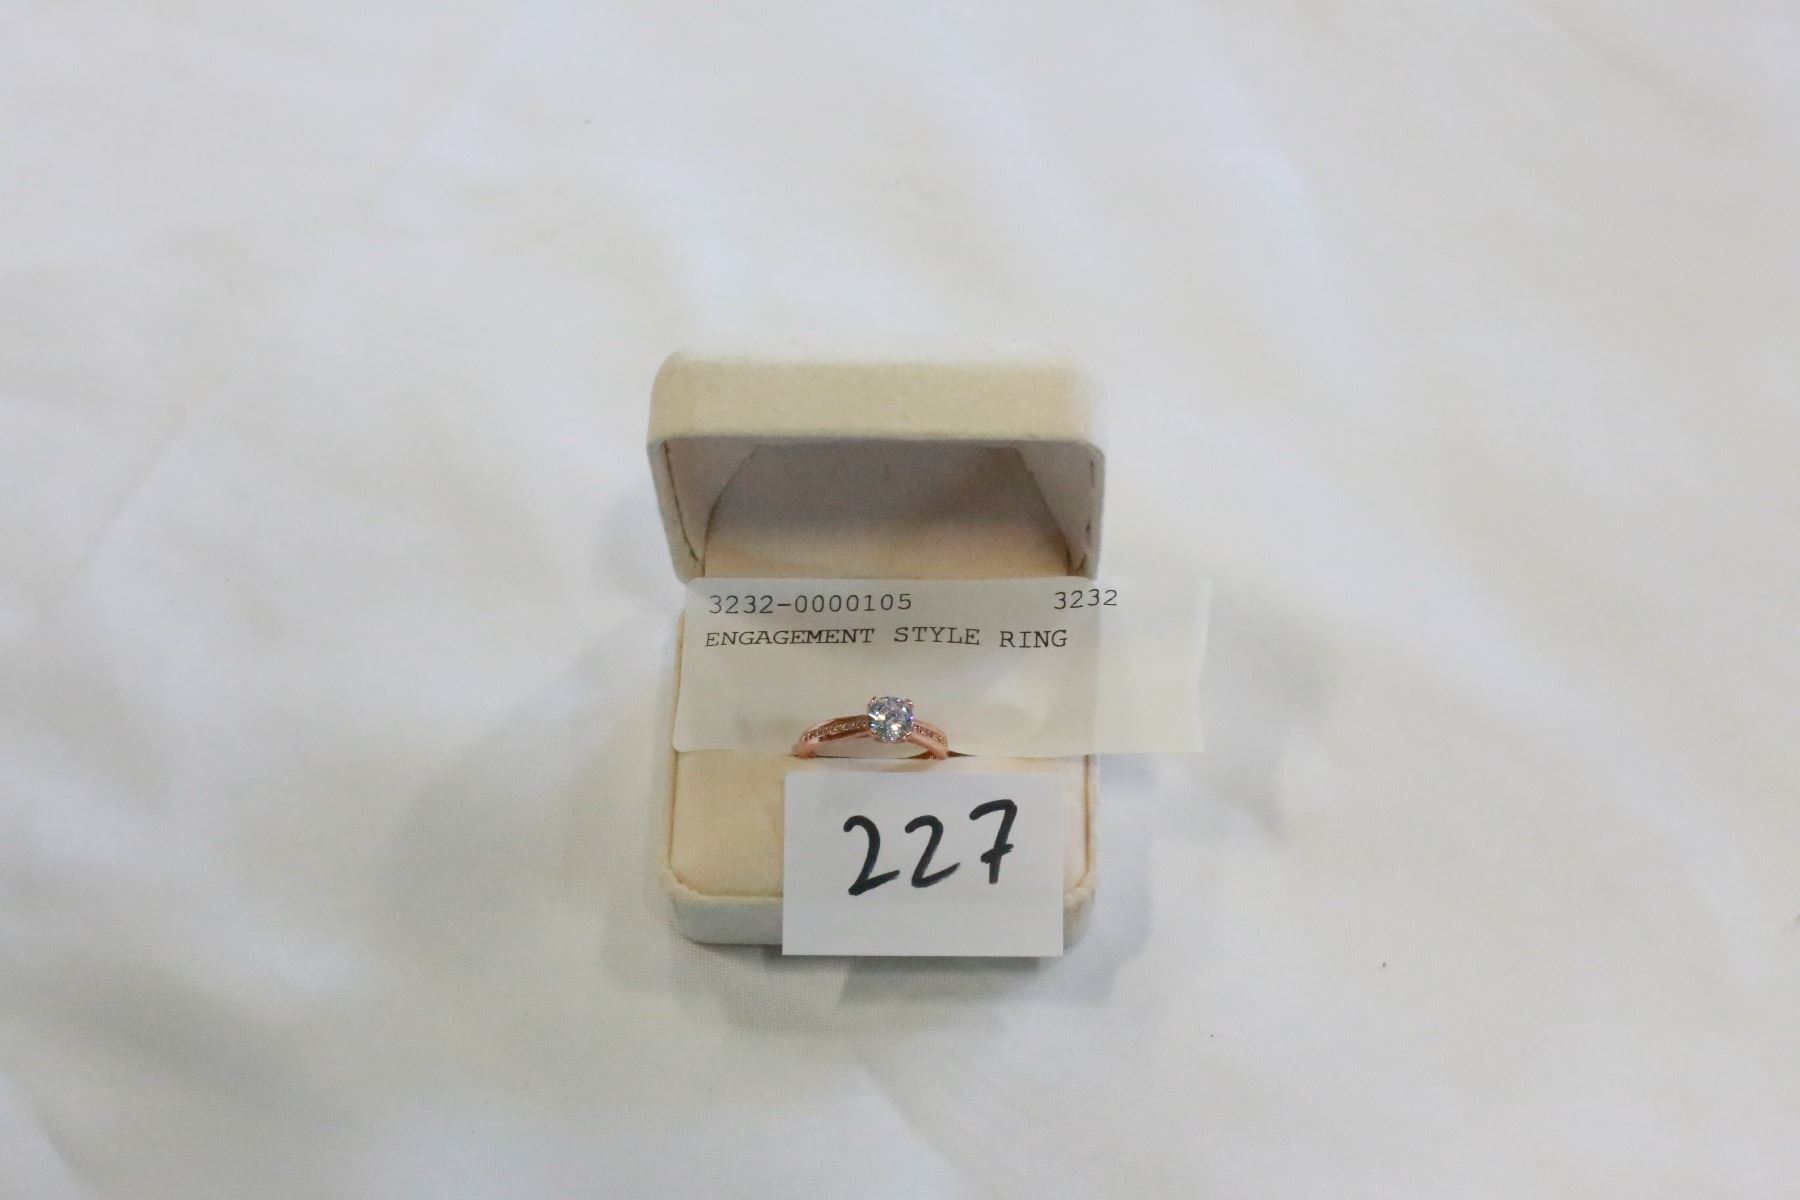 3232-0000105 3232
ENGAGEMENT STYLE RING
227